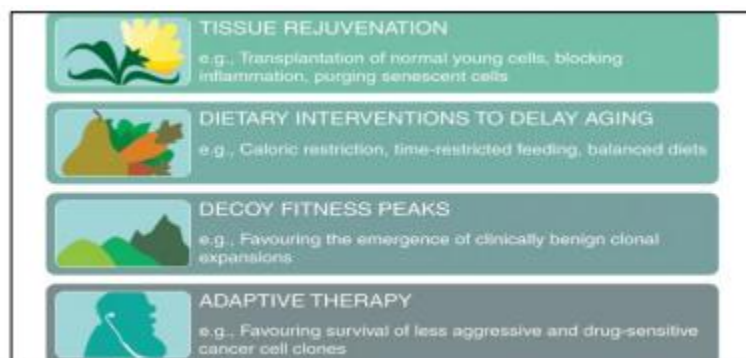 TISSUE REJUVENATION
e.g., Transplantation of normal young cells, blocking
inflammation, purging senescent cells
DIETARY INTERVENTIONS TO DELAY AGING
e.g., Caloric restriction, time-restricted feeding, balanced diets
DECOY FITNESS PEAKS
e.g., Favouring the emergence of clinically benign clonal
expansions
ADAPTIVE THERAPY
e.g., Favouring survival of less aggressive and drug-sensitive
cancer cell clones